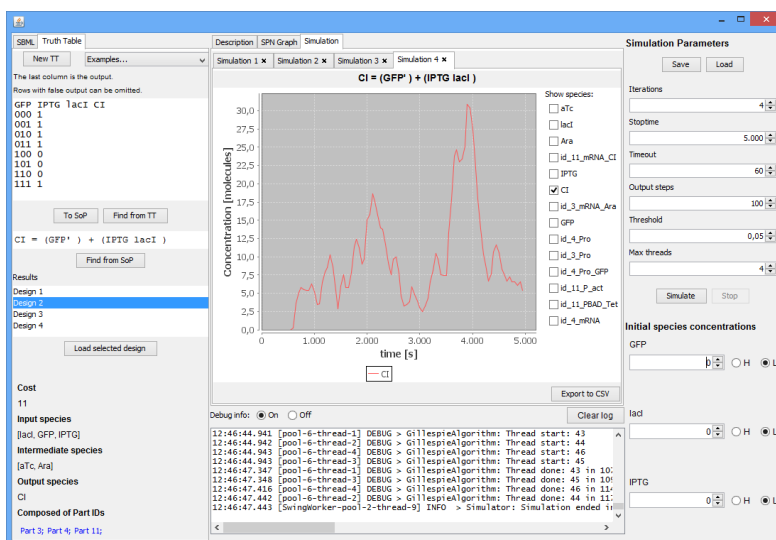 SBML Truth Table
New TT Examples...
The last column is the output.
Rows with false output can be omitted.
GFP IPTG lacI CI
000 1
001 1
010 1
011 1
100 0
101 0
110 0
111 1
To SoP Find from TT
CI = (GFP' ) + (IPTG lacI )
Find from SoP
Results
Design 1
Design 2
Design 3
Design 4
Load selected design
Cost
11
Input species
[lacI, GFP, IPTG]
Intermediate species
[aTc, Ara]
Output species
CI
Composed of Part IDs
Part 3; Part 4; Part 11;
Description SPN Graph Simulation
Simulation 1 × Simulation 2 × Simulation 3 × Simulation 4 ×
CI = (GFP' ) + (IPTG lacI )
Concentration [molecules]
30,0
27,5
25,0
22,5
20,0
17,5
15,0
12,5
10,0
7,5
5,0
2,5
0,0
0 1.000 2.000 3.000 4.000 5.000
time [s]
CI
Show species:
aTc
lacI
Ara
id_11_mRNA_CI
IPTG
CI
id_3_mRNA_Ara
GFP
id_4_Pro
id_3_Pro
id_4_Pro_GFP
id_11_P_act
id_11_PBAD_Tet
id_4_mRNA
Export to CSV
Debug info: On Off Clear log
12:46:44.941 [pool-6-thread-1] DEBUG > GillespieAlgorithm: Thread start: 43
12:46:44.942 [pool-6-thread-2] DEBUG > GillespieAlgorithm: Thread start: 44
12:46:44.943 [pool-6-thread-4] DEBUG > GillespieAlgorithm: Thread start: 46
12:46:44.943 [pool-6-thread-3] DEBUG > GillespieAlgorithm: Thread start: 45
12:46:47.347 [pool-6-thread-1] DEBUG > GillespieAlgorithm: Thread done: 43 in
12:46:47.348 [pool-6-thread-3] DEBUG > GillespieAlgorithm: Thread done: 45 in
12:46:47.416 [pool-6-thread-4] DEBUG > GillespieAlgorithm: Thread done: 46 in
12:46:47.442 [pool-6-thread-2] DEBUG > GillespieAlgorithm: Thread done: 44 in
12:46:47.443 [SwingWorker-pool-2-thread-9] INFO > Simulator: Simulation ended
Simulation Parameters
Save Load
Iterations
4
Stoptime
5.000
Timeout
60
Output steps
100
Threshold
0,05
Max threads
4
Simulate Stop
Initial species concentrations
GFP
0 H L
lacI
0 H L
IPTG
0 H L